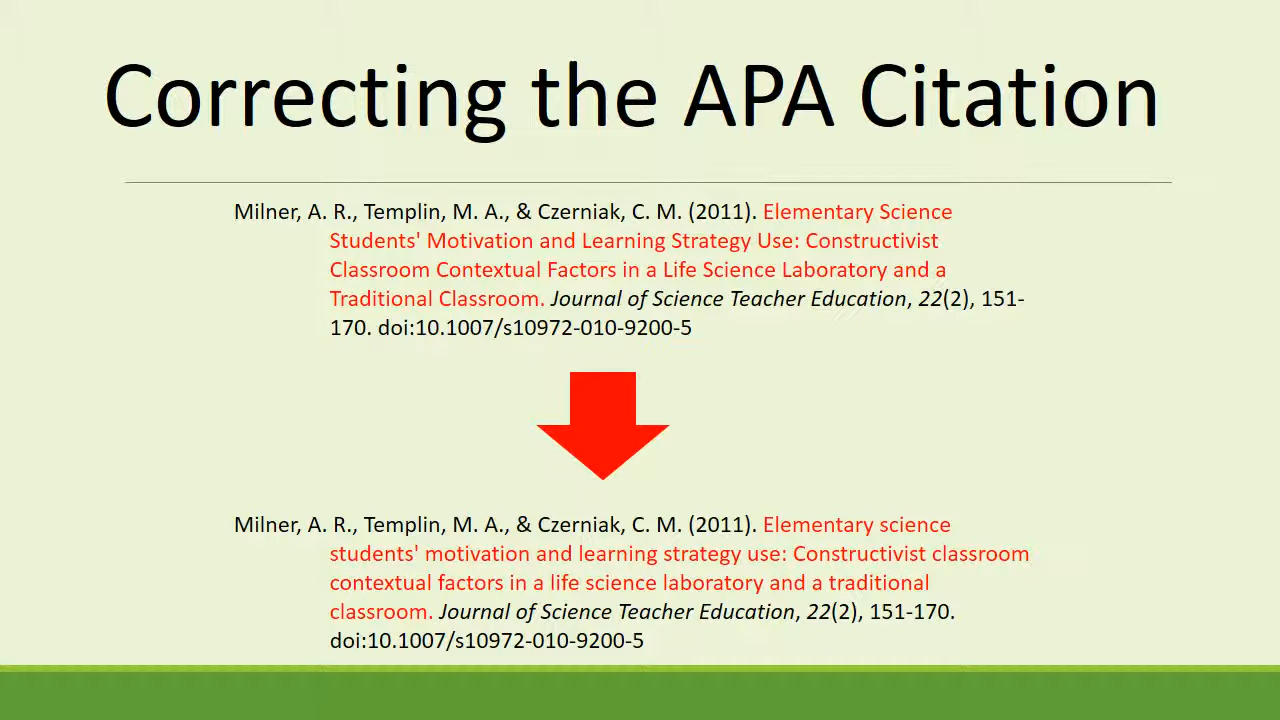 Correcting the APA Citation
Milner, A. R., Templin, M. A., & Czerniak, C. M. (2011). Elementary Science
Students' Motivation and Learning Strategy Use: Constructivist
Classroom Contextual Factors in a Life Science Laboratory and a
Traditional Classroom. Journal of Science Teacher Education, 22(2), 151-
170. doi:10.1007/s10972-010-9200-5
Milner, A. R., Templin, M. A., & Czerniak, C. M. (2011). Elementary science
students' motivation and learning strategy use: Constructivist classroom
contextual factors in a life science laboratory and a traditional
classroom. Journal of Science Teacher Education, 22(2), 151-170.
doi:10.1007/s10972-010-9200-5